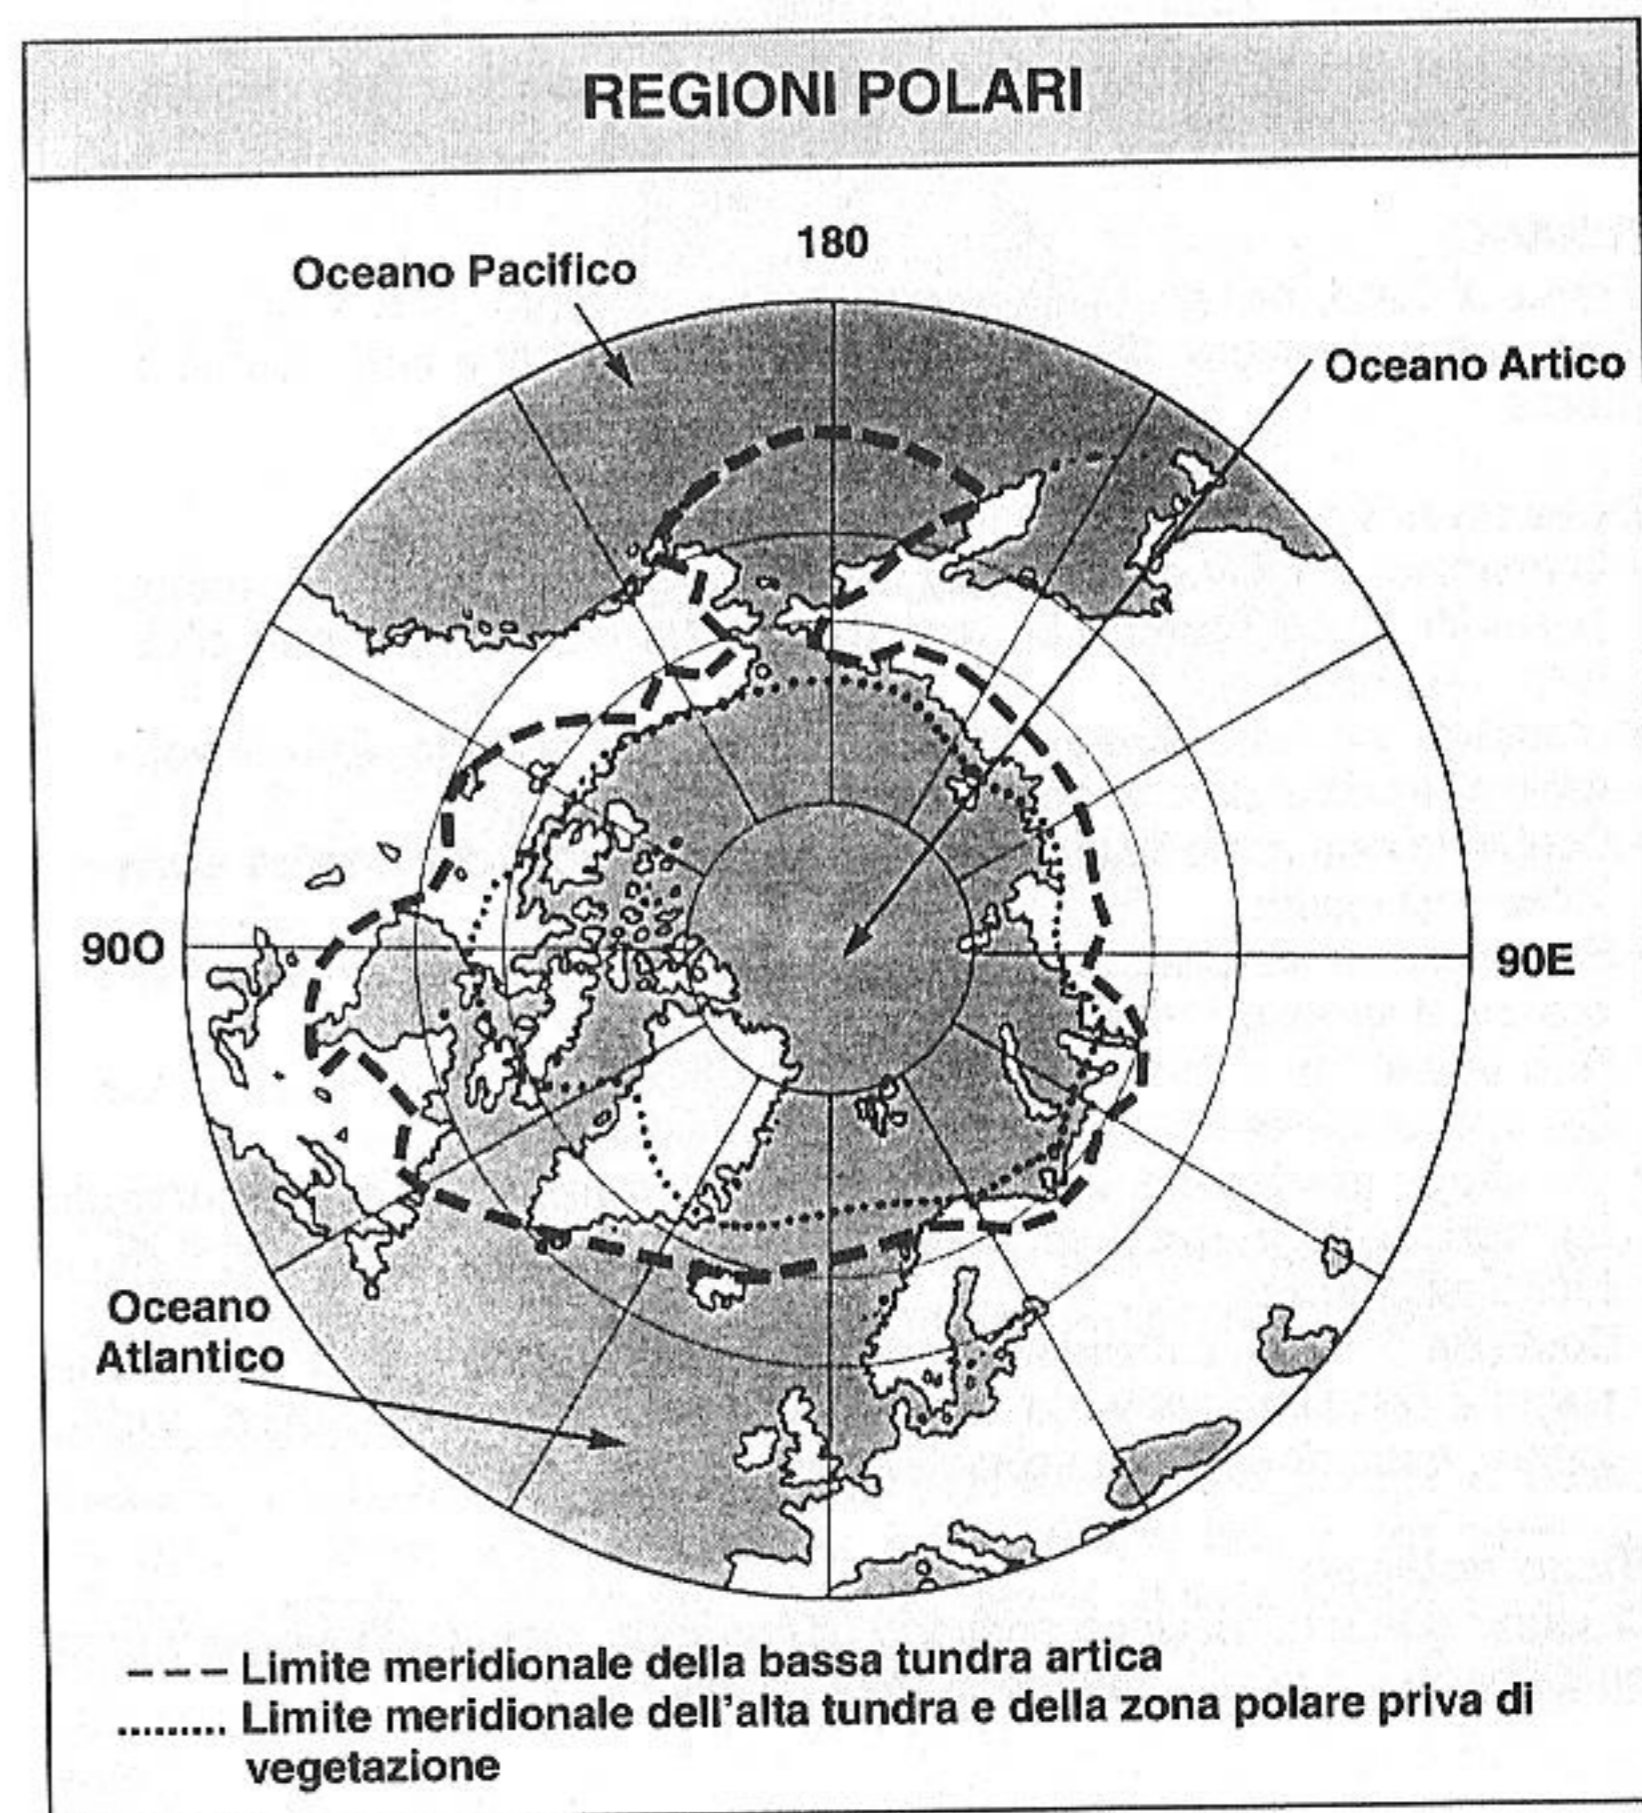 REGIONI POLARI
180
Oceano Pacifico
Oceano Artico
90O
90E
Oceano
Atlantico
--- Limite meridionale della bassa tundra artica
......... Limite meridionale dell'alta tundra e della zona polare priva di
vegetazione